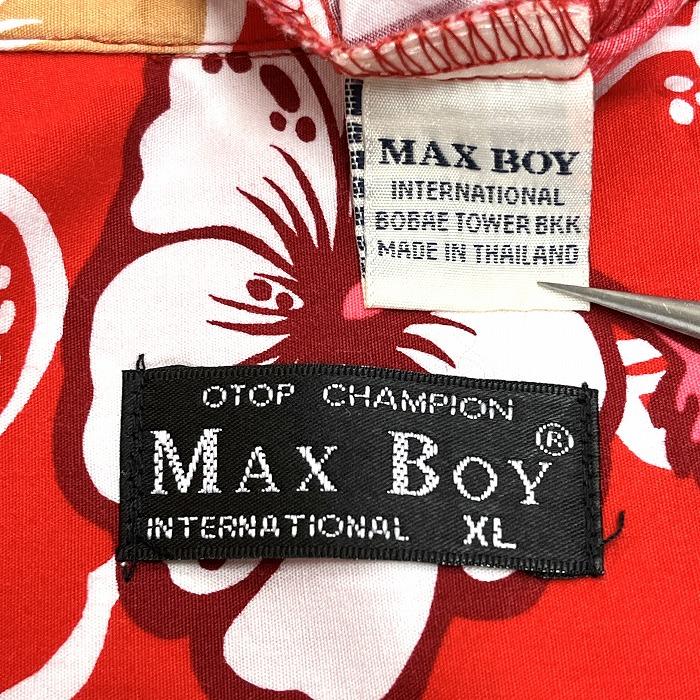 MAX BOY
INTERNATIONAL
BOBAE TOWER BKK
MADE IN THAILAND
OTOP CHAMPION
MAX BOY ®
INTERNATIONAL XL